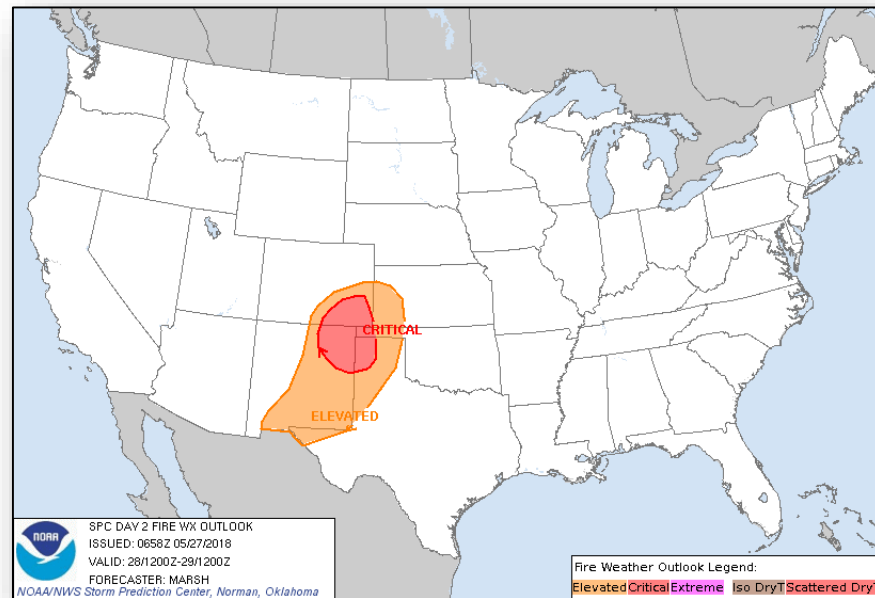 CRITICAL
ELEVATED
NOAA
SPC DAY 2 FIRE WX OUTLOOK
ISSUED: 0658Z 05/27/2018
VALID: 28/1200Z-29/1200Z
FORECASTER: MARSH
NOAA/NWS Storm Prediction Center, Norman, Oklahoma
Fire Weather Outlook Legend:
Elevated Critical Extreme Iso DryT Scattered DryT